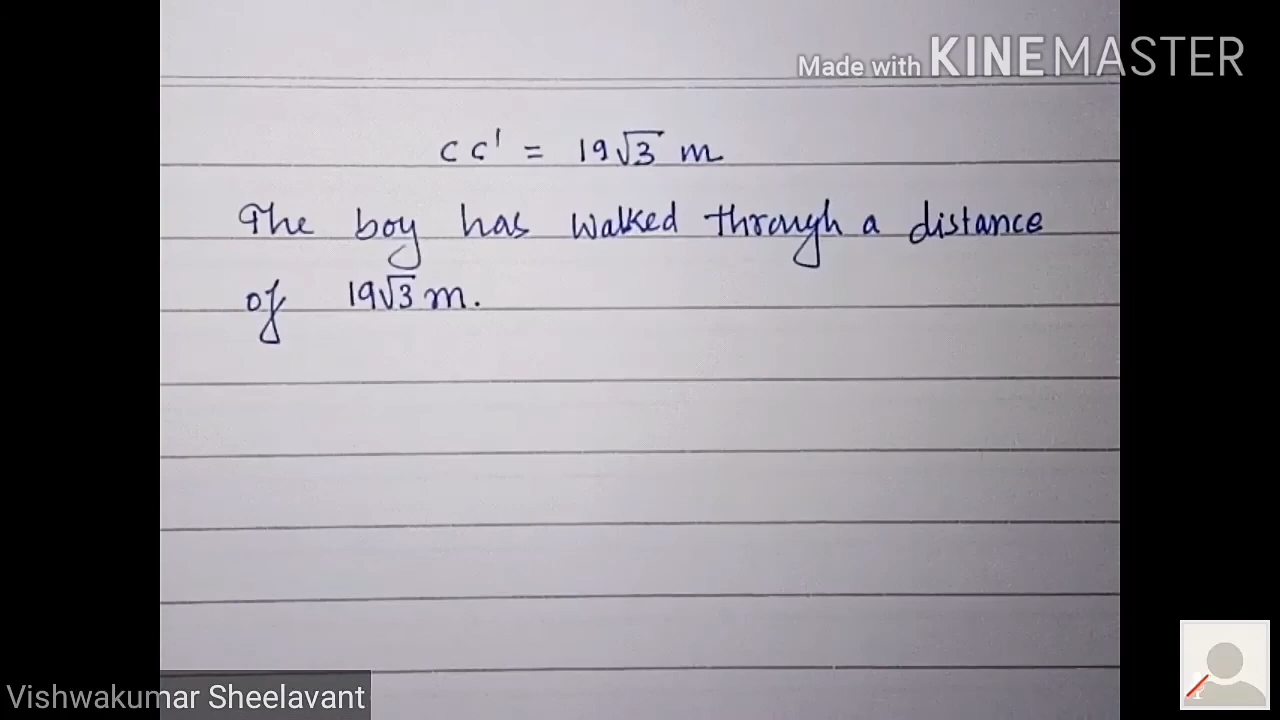 Made with KINEMASTER
CC' = 19√3 m
The boy has walked through a distance
of 19√3 m.
Vishwakumar Sheelavant